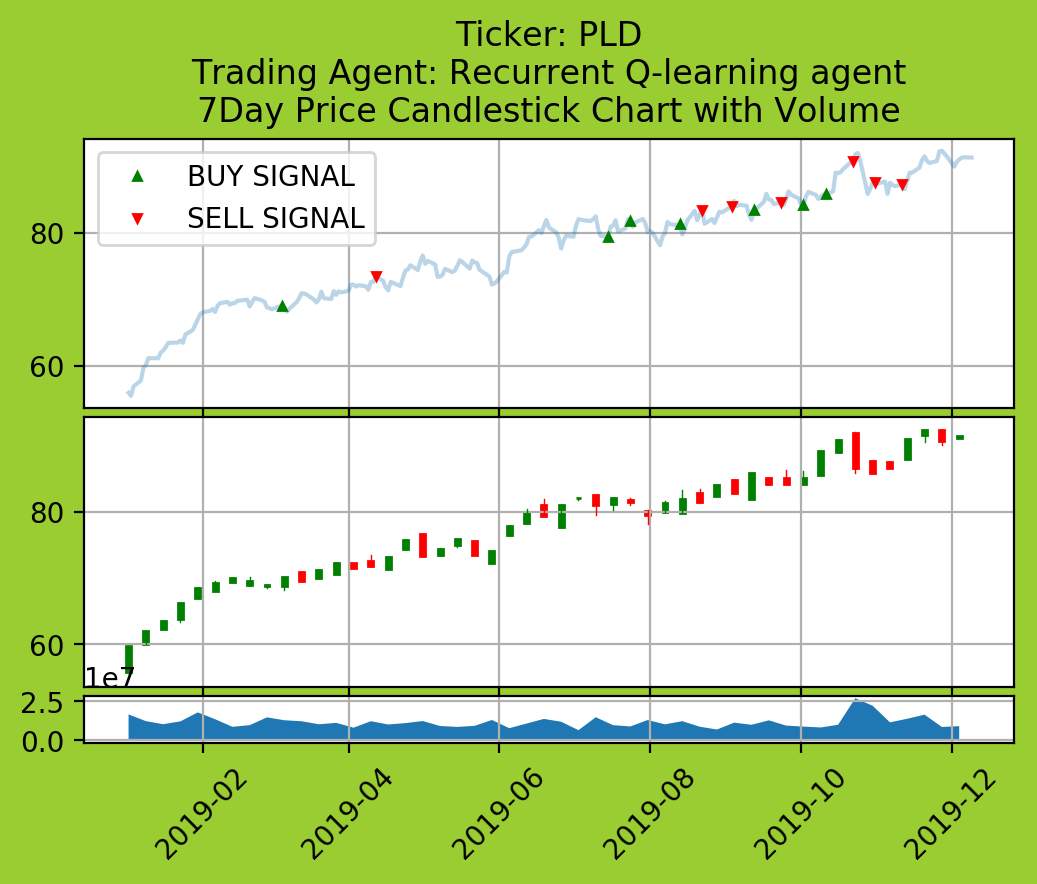 Ticker: PLD
Trading Agent: Recurrent Q-learning agent
7Day Price Candlestick Chart with Volume
BUY SIGNAL
SELL SIGNAL
80
60
80
60
1e7
2.5
0.0
2019-02
2019-04
2019-06
2019-08
2019-10
2019-12